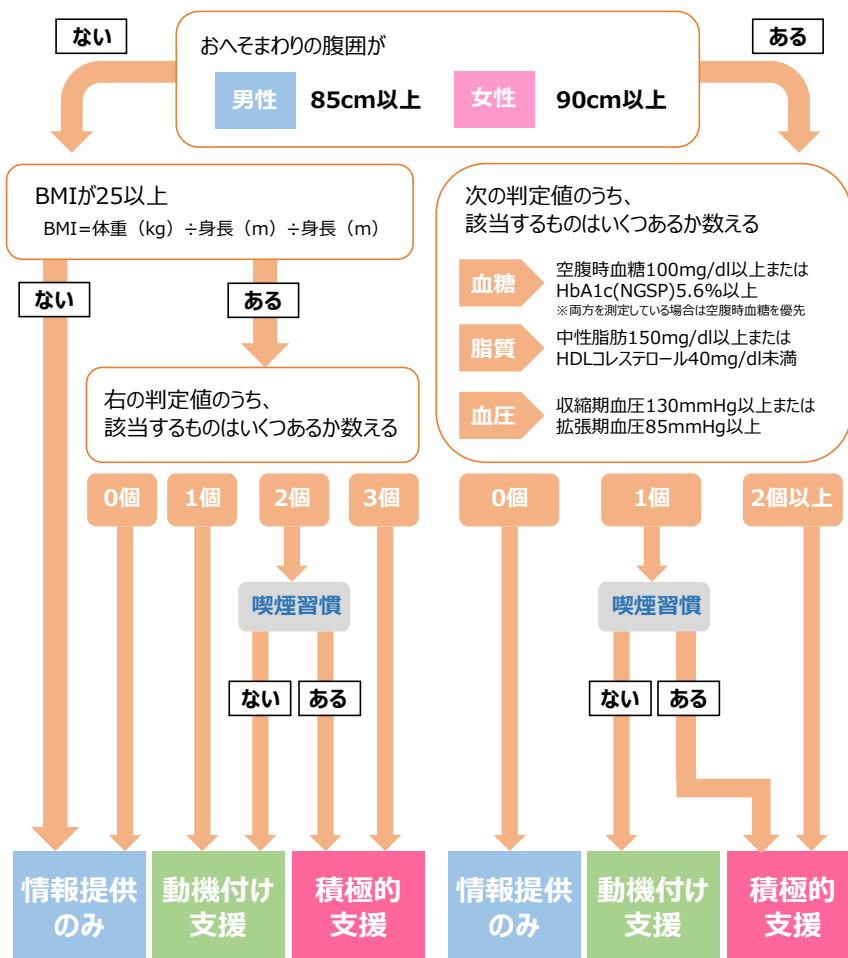 おへそまわりの腹囲が
男性 85cm以上 女性 90cm以上
ない
ある
BMIが25以上
BMI=体重（kg）÷身長（m）÷身長（m）
ない
ある
右の判定値のうち、
該当するものはいくつあるか数える
0個 1個 2個 3個
喫煙習慣
ない ある
次の判定値のうち、
該当するものはいくつあるか数える
血糖
空腹時血糖100mg/dl以上または
HbA1c(NGSP)5.6%以上
※両方を測定している場合は空腹時血糖を優先
脂質
中性脂肪150mg/dl以上または
HDLコレステロール40mg/dl未満
血圧
収縮期血圧130mmHg以上または
拡張期血圧85mmHg以上
0個 1個 2個以上
喫煙習慣
ない ある
情報提供
のみ
動機付け
支援
積極的
支援
情報提供
のみ
動機付け
支援
積極的
支援